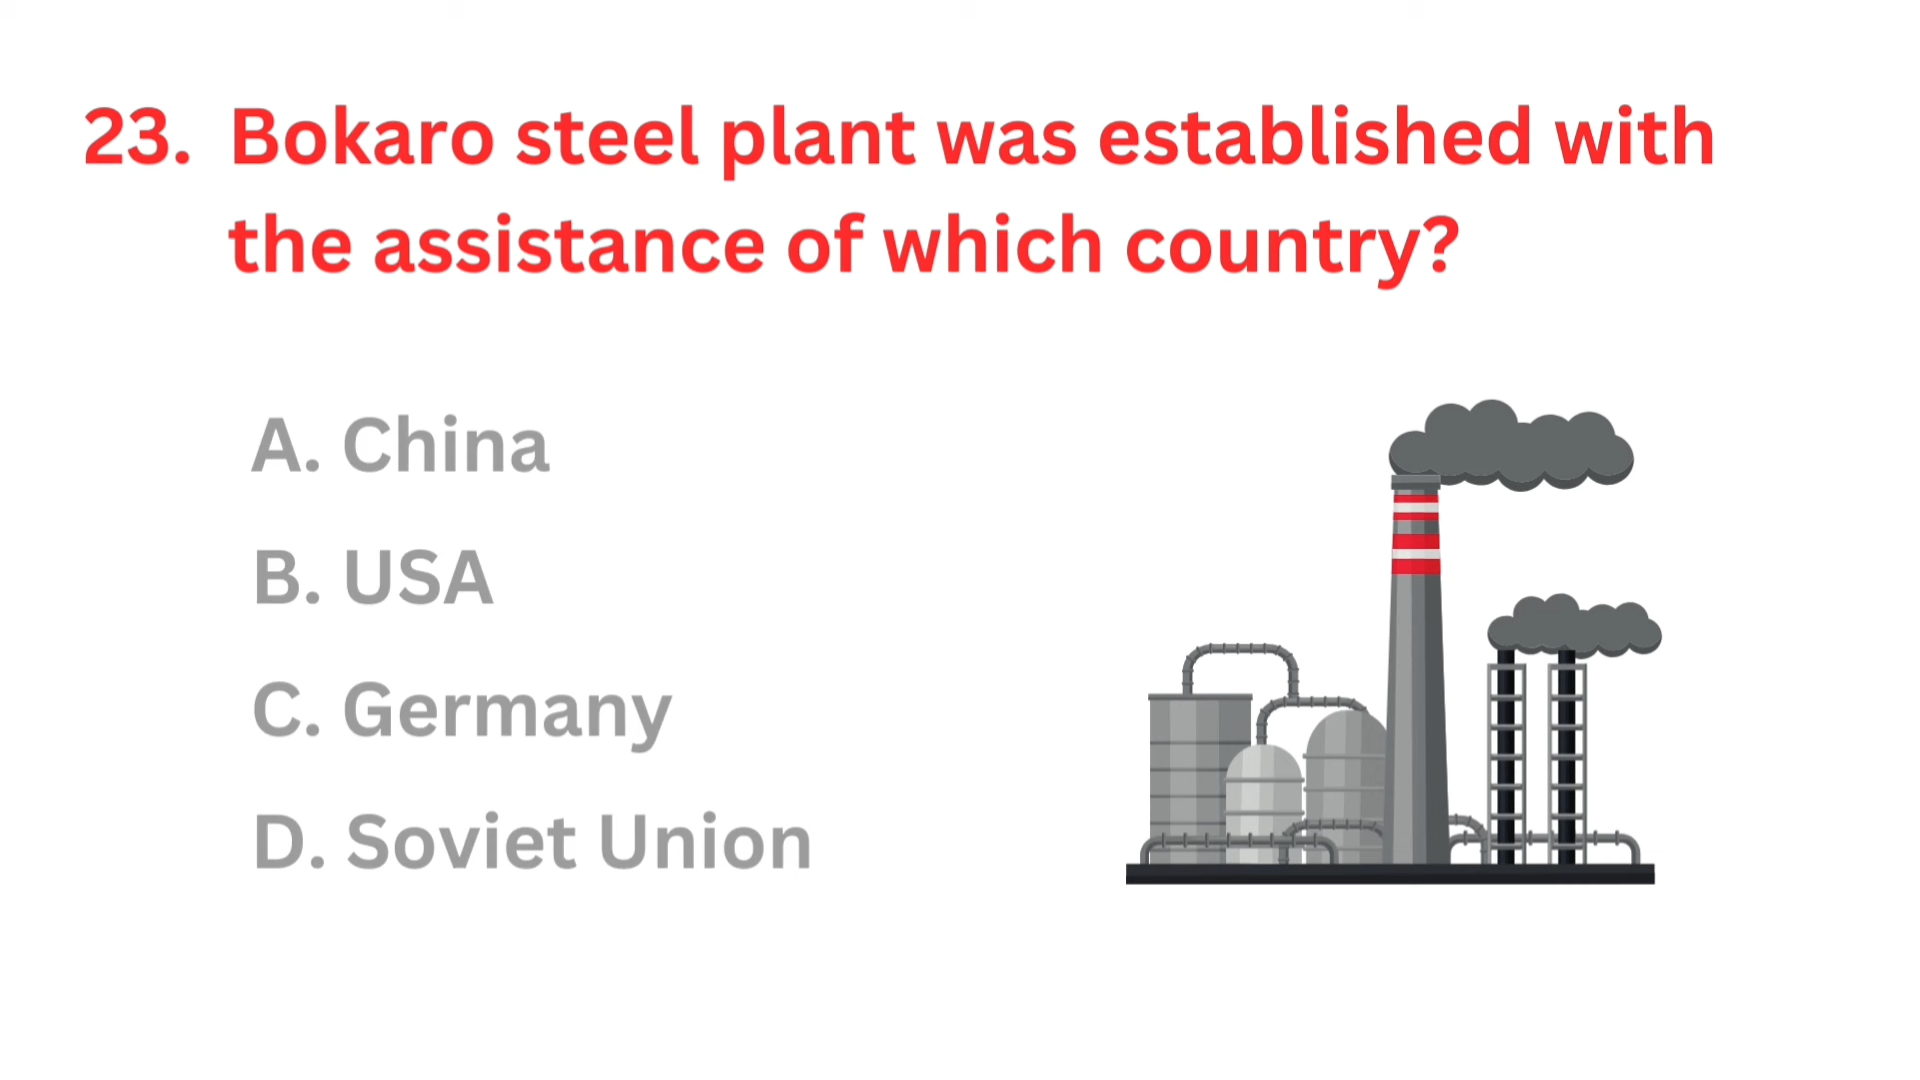 23. Bokaro steel plant was established with
the assistance of which country?
A. China
B. USA
C. Germany
D. Soviet Union